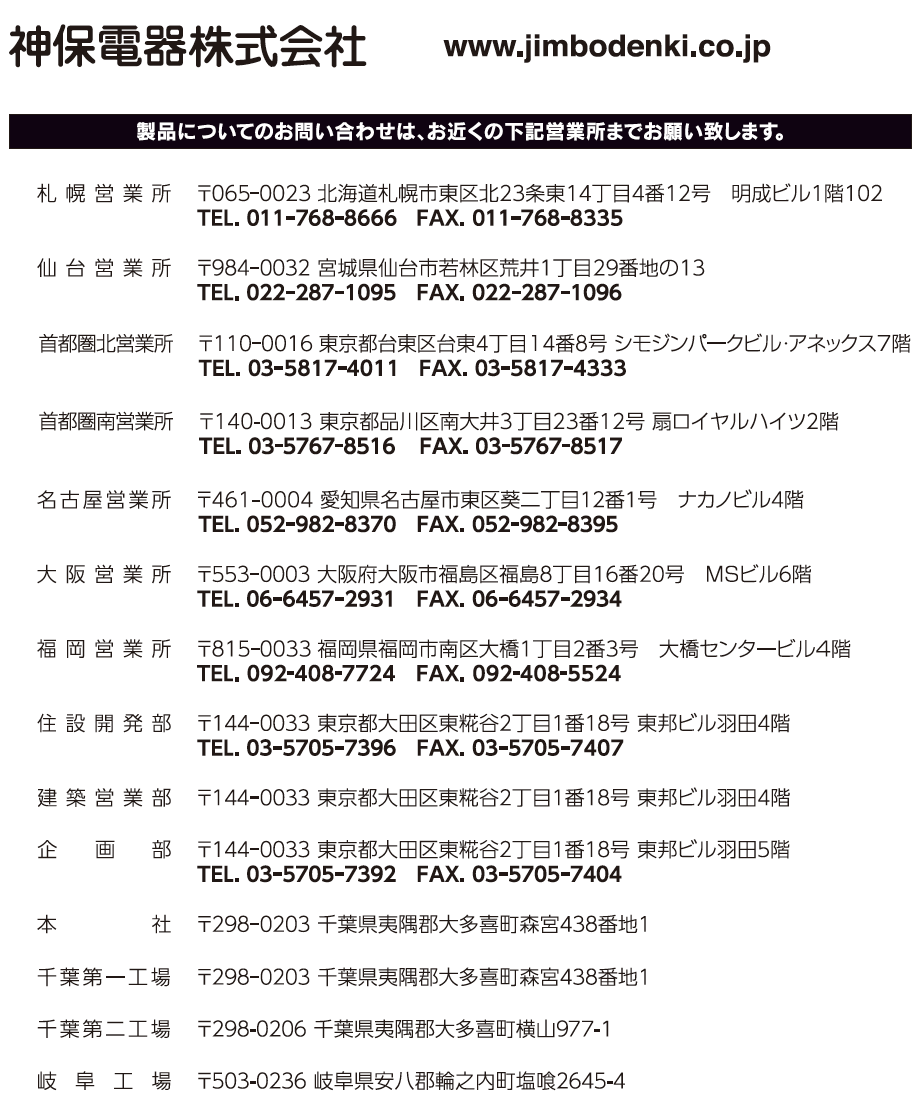 神保電器株式会社 www.jimbodenki.co.jp
製品についてのお問い合わせは、お近くの下記営業所までお願い致します。
札幌営業所 〒065-0023 北海道札幌市東区北23条東14丁目4番12号 明成ビル1階102
TEL. 011-768-8666 FAX. 011-768-8335
仙台営業所 〒984-0032 宮城県仙台市若林区荒井1丁目29番地の13
TEL. 022-287-1095 FAX. 022-287-1096
首都圏北営業所 〒110-0016 東京都台東区台東4丁目14番8号 シモジンパークビル・アネックス7階
TEL. 03-5817-4011 FAX. 03-5817-4333
首都圏南営業所 〒140-0013 東京都品川区南大井3丁目23番12号 扇ロイヤルハイツ2階
TEL. 03-5767-8516 FAX. 03-5767-8517
名古屋営業所 〒461-0004 愛知県名古屋市東区葵二丁目12番1号 ナカノビル4階
TEL. 052-982-8370 FAX. 052-982-8395
大阪営業所 〒553-0003 大阪府大阪市福島区福島8丁目16番20号 MSビル6階
TEL. 06-6457-2931 FAX. 06-6457-2934
福岡営業所 〒815-0033 福岡県福岡市南区大橋1丁目2番3号 大橋センタービル4階
TEL. 092-408-7724 FAX. 092-408-5524
住設開発部 〒144-0033 東京都大田区東糀谷2丁目1番18号 東邦ビル羽田4階
TEL. 03-5705-7396 FAX. 03-5705-7407
建築営業部 〒144-0033 東京都大田区東糀谷2丁目1番18号 東邦ビル羽田4階
企画部 〒144-0033 東京都大田区東糀谷2丁目1番18号 東邦ビル羽田5階
TEL. 03-5705-7392 FAX. 03-5705-7404
本社 〒298-0203 千葉県夷隅郡大多喜町森宮438番地1
千葉第一工場 〒298-0203 千葉県夷隅郡大多喜町森宮438番地1
千葉第二工場 〒298-0206 千葉県夷隅郡大多喜町横山977-1
岐阜工場 〒503-0236 岐阜県安八郡輪之内町塩喰2645-4